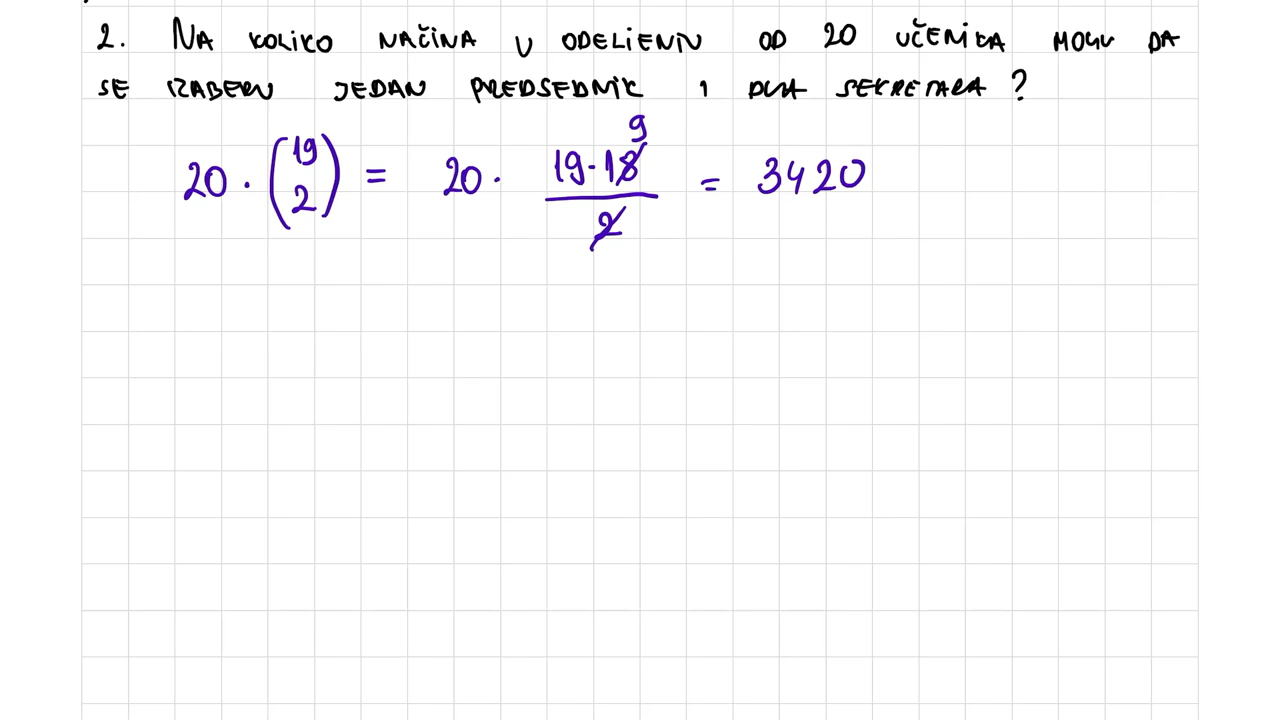 2. NA KOLIKO NAČINA U ODELJENJU OD 20 UČENIKA MOGU DA
SE IZABERU JEDAN PREDSEDNIK I DVA SEKRETARA?
20 · (19 2) = 20 · 19·18 9 / 2 = 3420